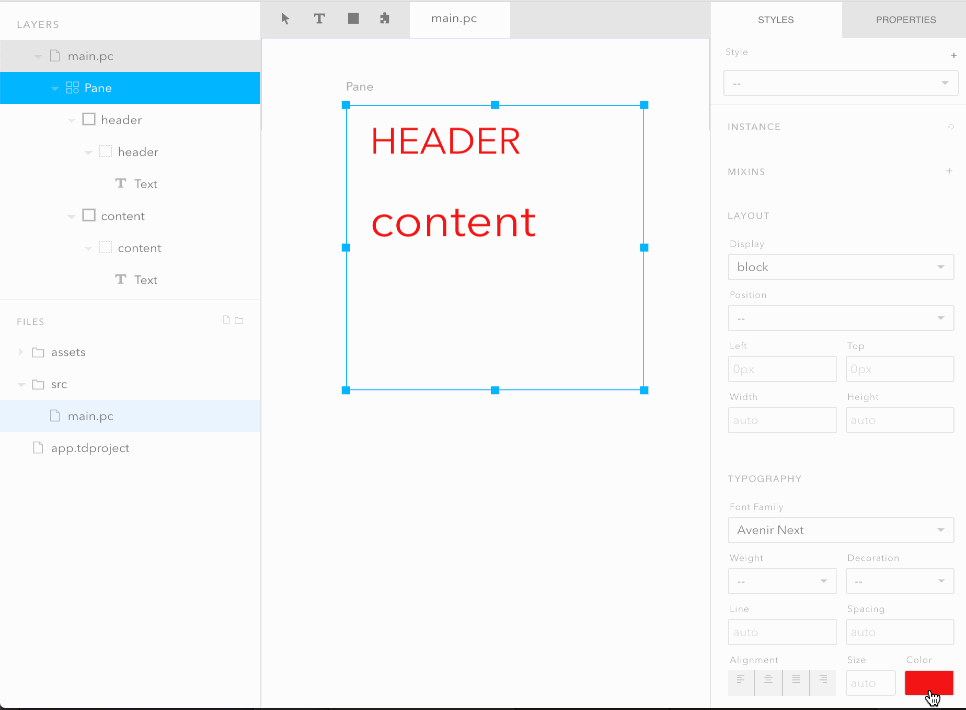 LAYERS
main.pc
Pane
header
header
Text
content
content
Text
FILES
assets
src
main.pc
app.tdproject
T
main.pc
Pane
HEADER
content
STYLES
PROPERTIES
Style
+
--
INSTANCE
MIXINS
+
LAYOUT
Display
block
Position
--
Left Top
0px 0px
Width Height
auto auto
TYPOGRAPHY
Font Family
Avenir Next
Weight Decoration
-- --
Line Spacing
auto auto
Alignment Size Color
auto